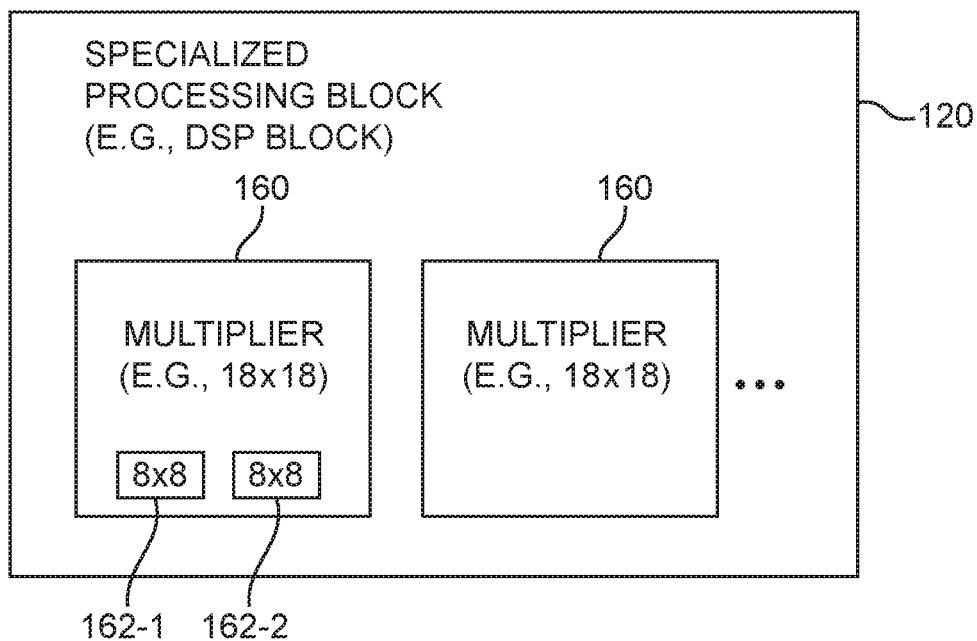 SPECIALIZED
PROCESSING BLOCK
(E.G., DSP BLOCK)
120
160
160
MULTIPLIER
(E.G., 18x18)
MULTIPLIER
(E.G., 18x18)
•••
8x8
8x8
162-1
162-2